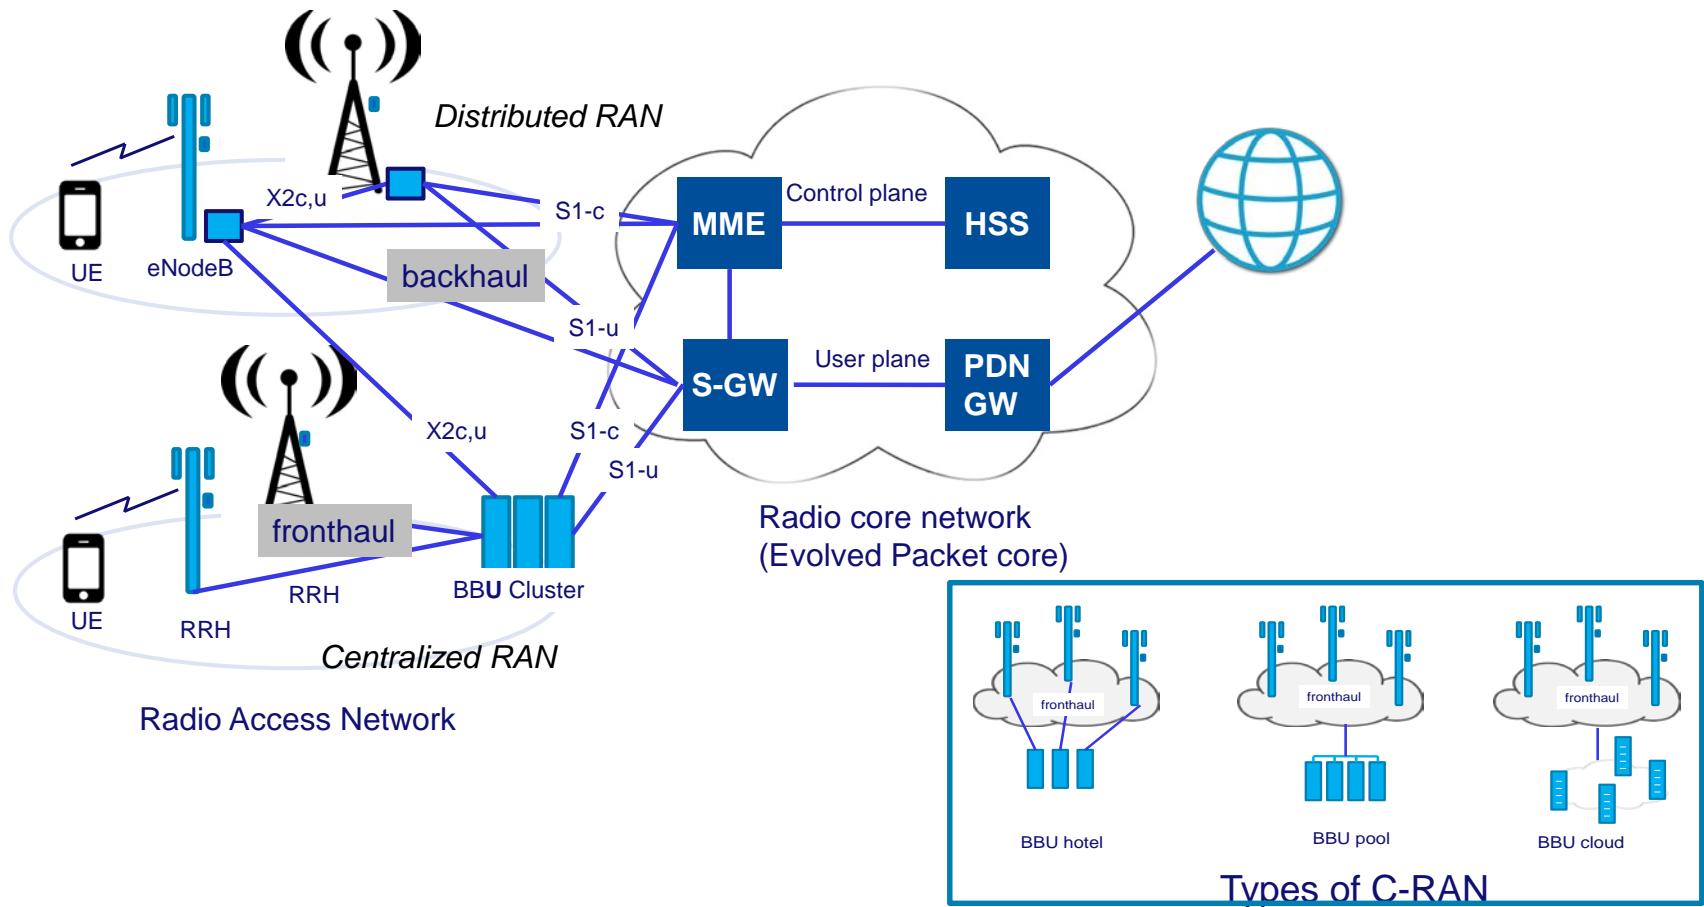 Distributed RAN
X2c,u
S1-c
Control plane
MME
HSS
UE
eNodeB
backhaul
S1-u
User plane
S-GW
PDN
GW
X2c,u
S1-c
S1-u
fronthaul
Radio core network
(Evolved Packet core)
UE
RRH
RRH
BBU Cluster
Centralized RAN
Radio Access Network
fronthaul
fronthaul
fronthaul
BBU hotel
BBU pool
BBU cloud
Types of C-RAN